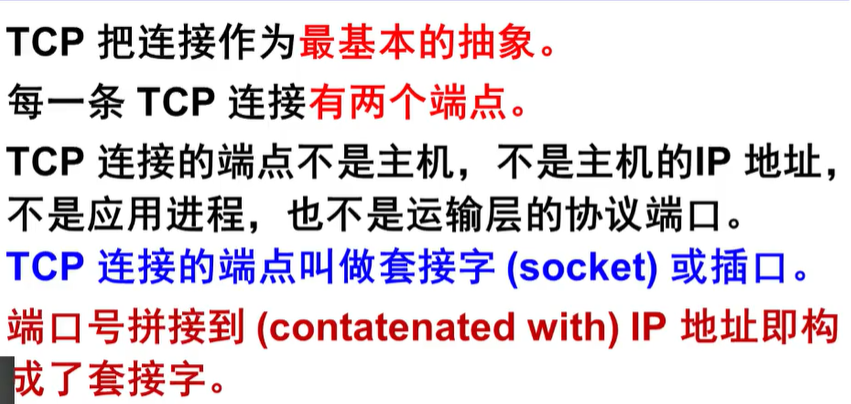 TCP 把连接作为最基本的抽象。
每一条 TCP 连接有两个端点。
TCP 连接的端点不是主机，不是主机的IP 地址，
不是应用进程，也不是运输层的协议端口。
TCP 连接的端点叫做套接字 (socket) 或插口。
端口号拼接到 (contatenated with) IP 地址即构
成了套接字。